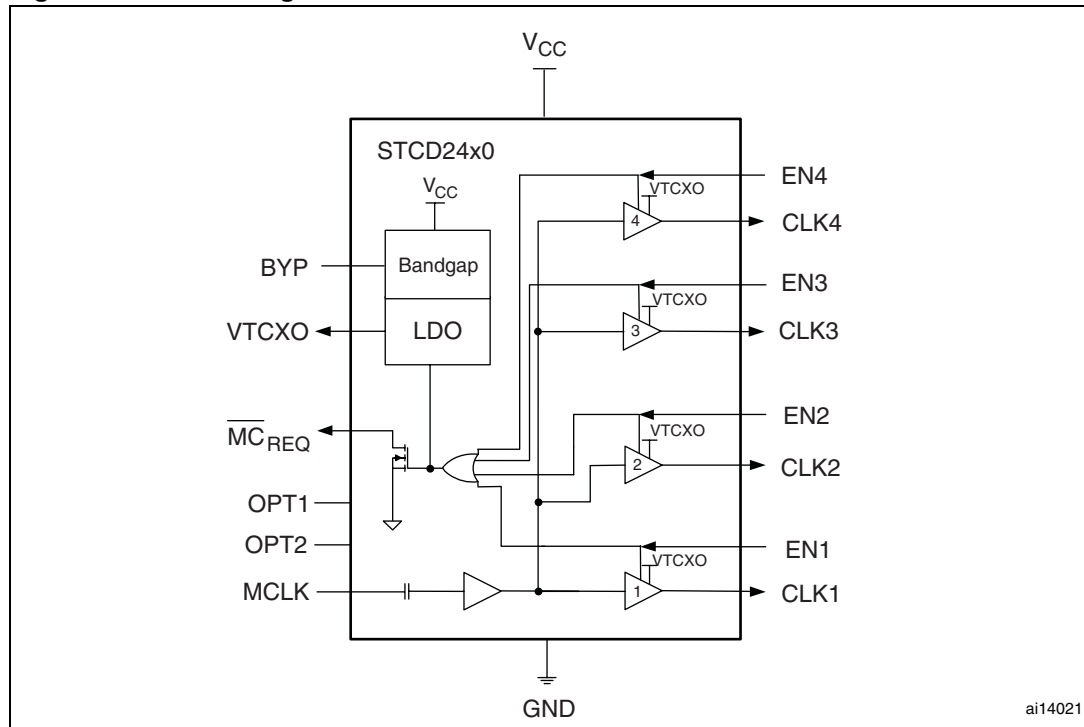 VCC
STCD24x0
VCC
Bandgap
LDO
BYP
VTCXO
MCREQ
OPT1
OPT2
MCLK
EN4
VTCXO
4
CLK4
EN3
VTCXO
3
CLK3
EN2
VTCXO
2
CLK2
EN1
VTCXO
1
CLK1
GND
ai14021